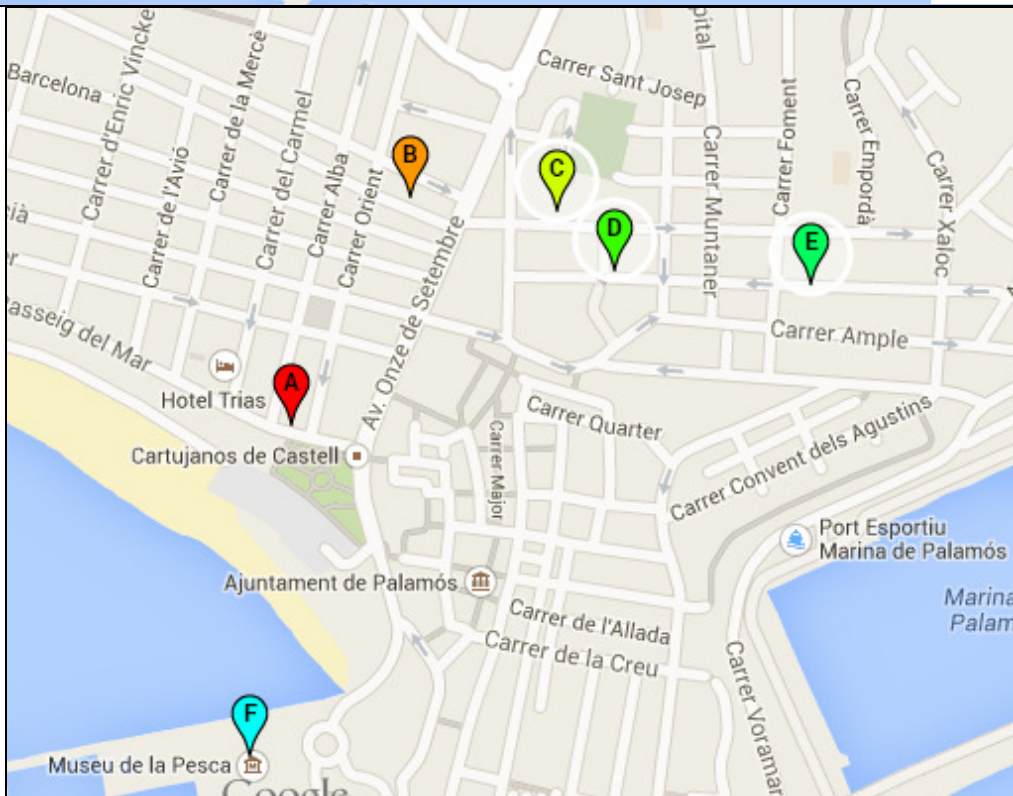 Barcelona
Carrer d'Enric Vincke
Carrer de l'Avió
Carrer de la Mercè
Carrer del Carmel
Carrer Alba
Carrer Orient
B
Av. Onze de Setembre
Carrer Sant Josep
pital
Carrer Muntaner
Carrer Foment
Carrer Empordà
Carrer Xaloc
C
D
E
cià
er
asseig del Mar
Carrer Ample
Hotel Trias
A
Cartujanos de Castell
Carrer Quarter
Carrer Major
Carrer Convent dels Agustins
Port Esportiu
Marina de Palamós
Ajuntament de Palamós
Marina
Palam
Carrer de l'Allada
Carrer de la Creu
Carrer Voramar
F
Museu de la Pesca
Google